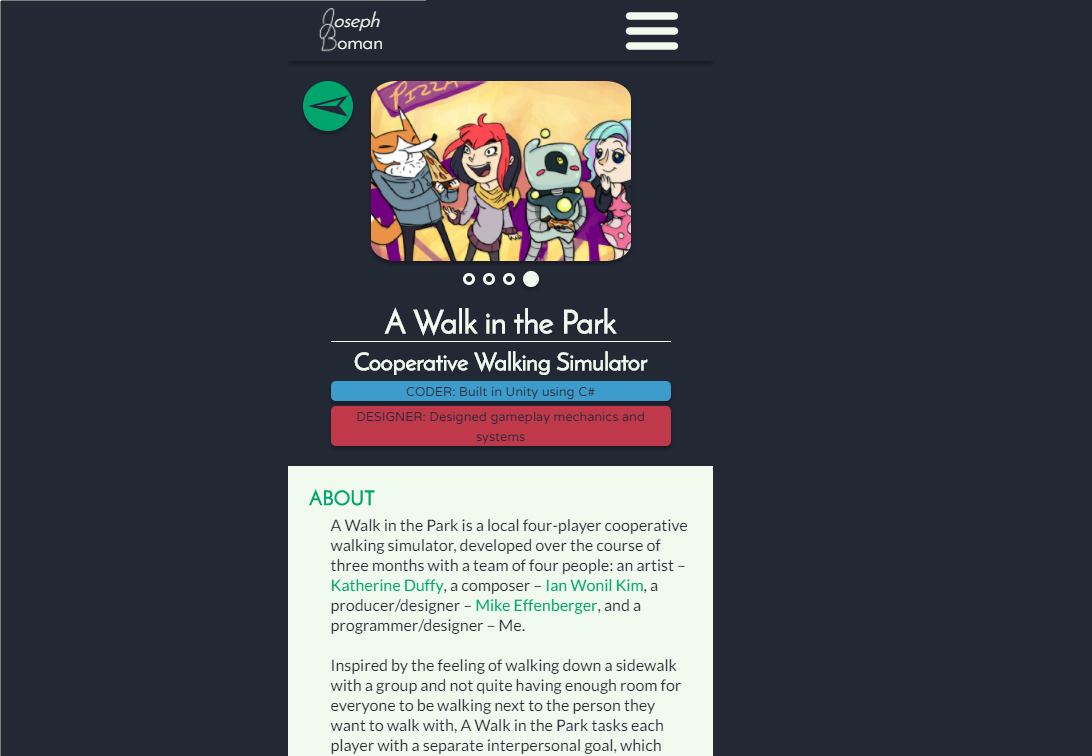 Joseph
Boman
PIZZA
A Walk in the Park
Cooperative Walking Simulator
CODER: Built in Unity using C#
DESIGNER: Designed gameplay mechanics and
systems
ABOUT
A Walk in the Park is a local four-player cooperative
walking simulator, developed over the course of
three months with a team of four people: an artist –
Katherine Duffy, a composer – Ian Wonil Kim, a
producer/designer – Mike Effenberger, and a
programmer/designer – Me.
Inspired by the feeling of walking down a sidewalk
with a group and not quite having enough room for
everyone to be walking next to the person they
want to walk with, A Walk in the Park tasks each
player with a separate interpersonal goal, which